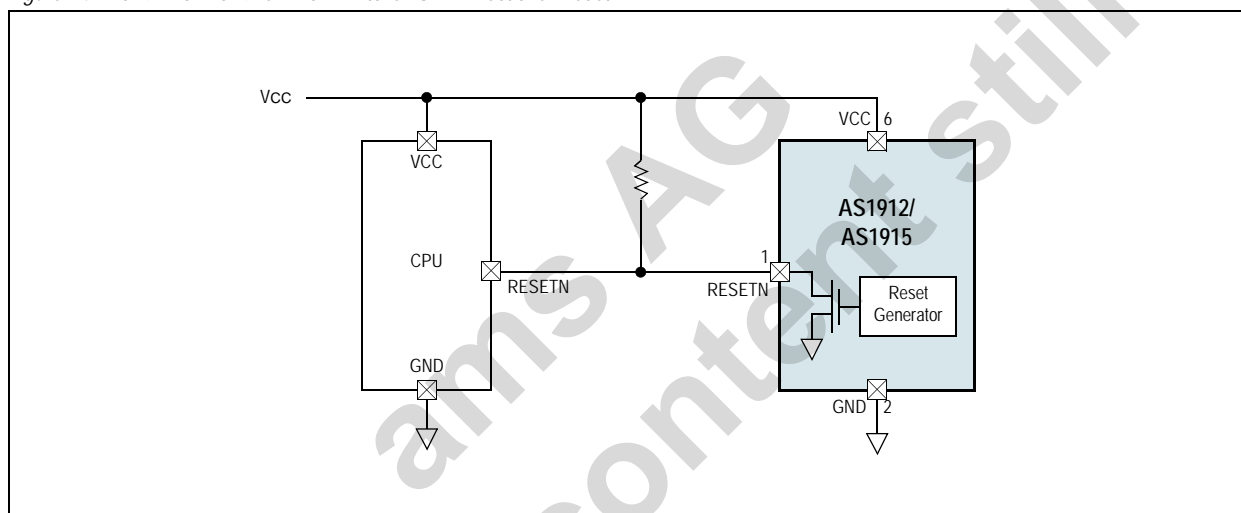 Vcc
VCC 6
VCC
AS1912/
AS1915
CPU
1
RESETN
RESETN
Reset
Generator
GND
GND 2
ams AG
content still